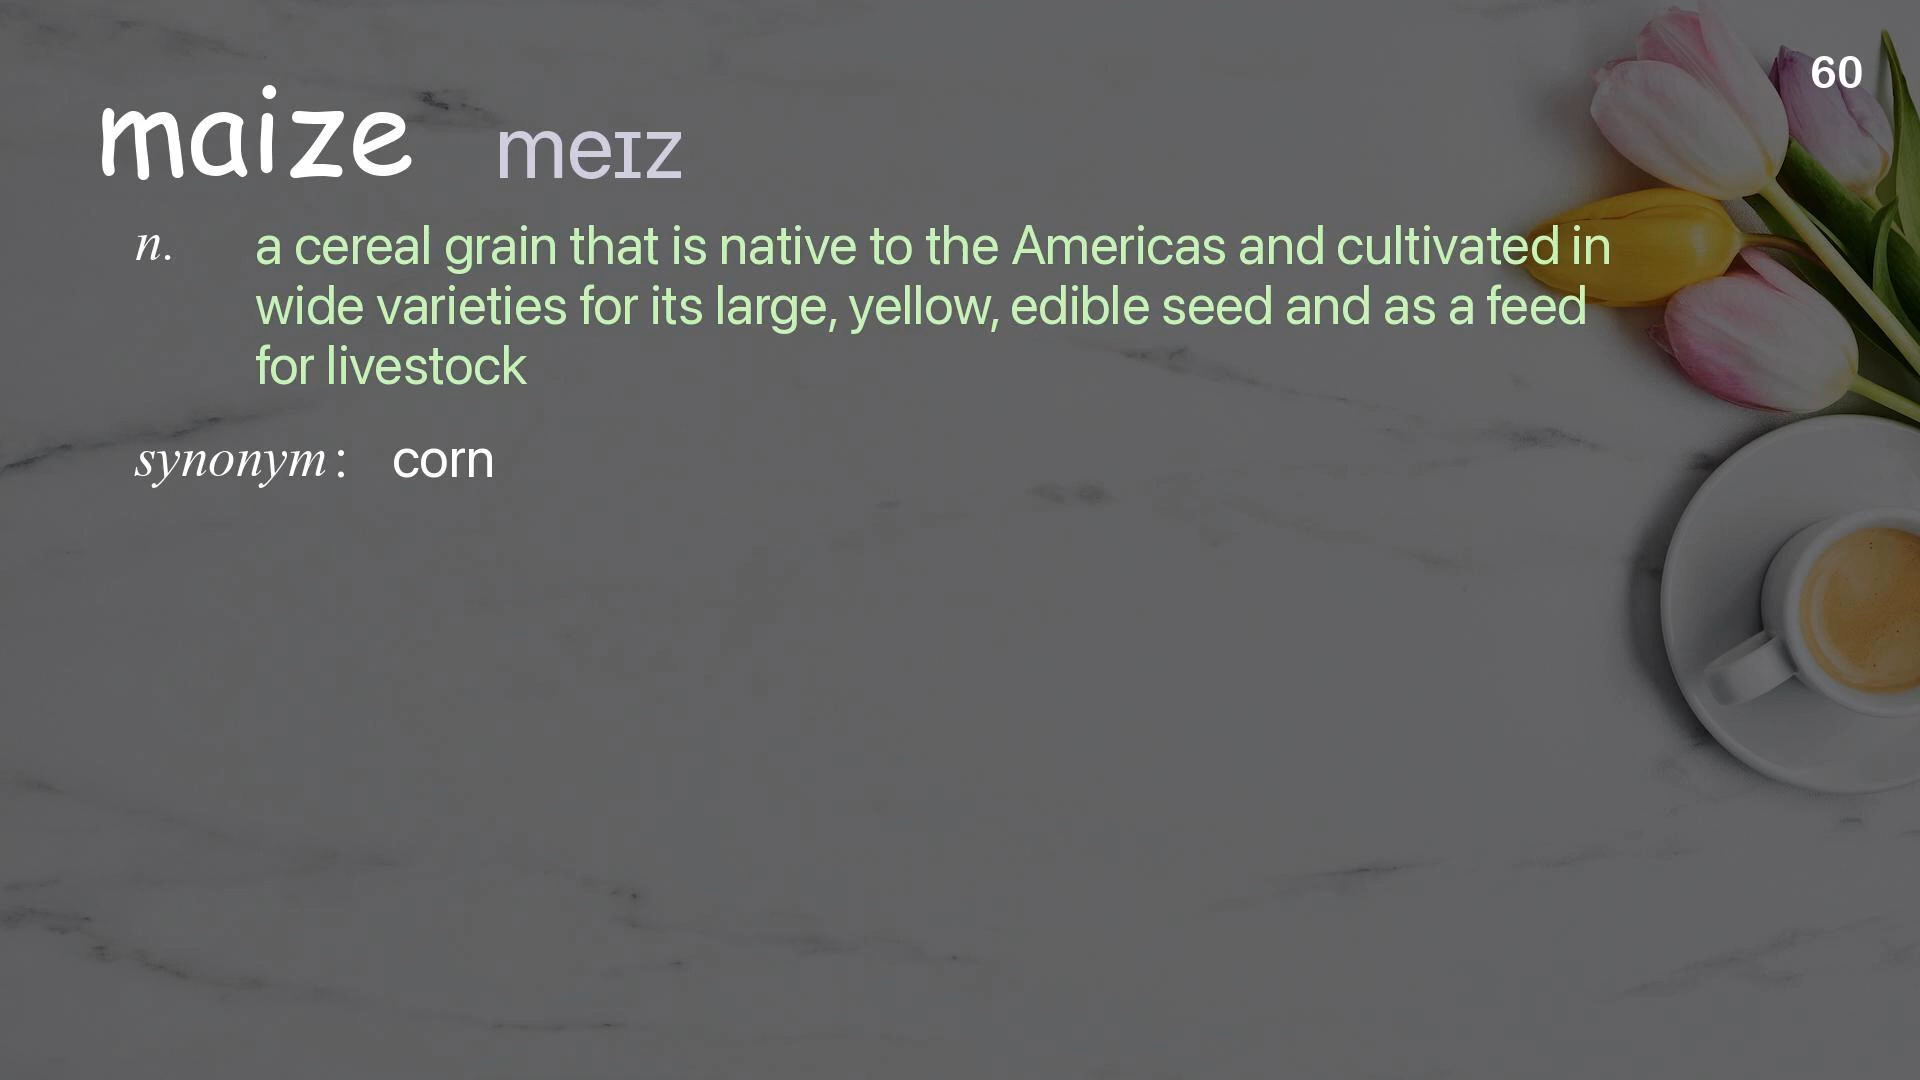 60
maize meɪz
n. a cereal grain that is native to the Americas and cultivated in
wide varieties for its large, yellow, edible seed and as a feed
for livestock
synonym: corn